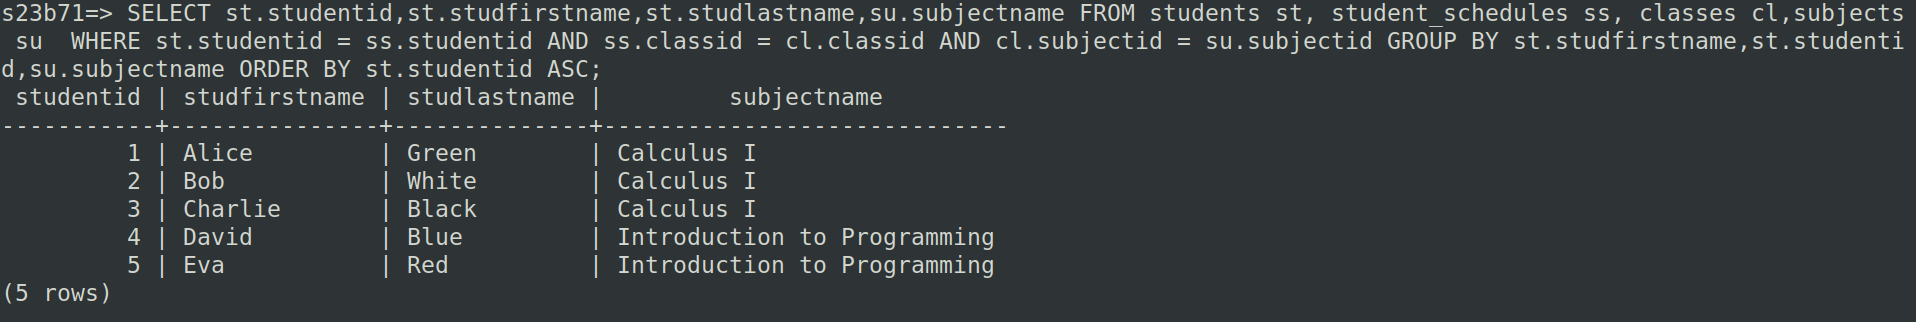 s23b71=> SELECT st.studentid,st.studfirstname,st.studlastname,su.subjectname FROM students st, student_schedules ss, classes cl,subjects
 su  WHERE st.studentid = ss.studentid AND ss.classid = cl.classid AND cl.subjectid = su.subjectid GROUP BY st.studfirstname,st.studenti
d,su.subjectname ORDER BY st.studentid ASC;
 studentid | studfirstname | studlastname |         subjectname
-----------+---------------+--------------+-----------------------------
         1 | Alice         | Green        | Calculus I
         2 | Bob           | White        | Calculus I
         3 | Charlie       | Black        | Calculus I
         4 | David         | Blue         | Introduction to Programming
         5 | Eva           | Red          | Introduction to Programming
(5 rows)